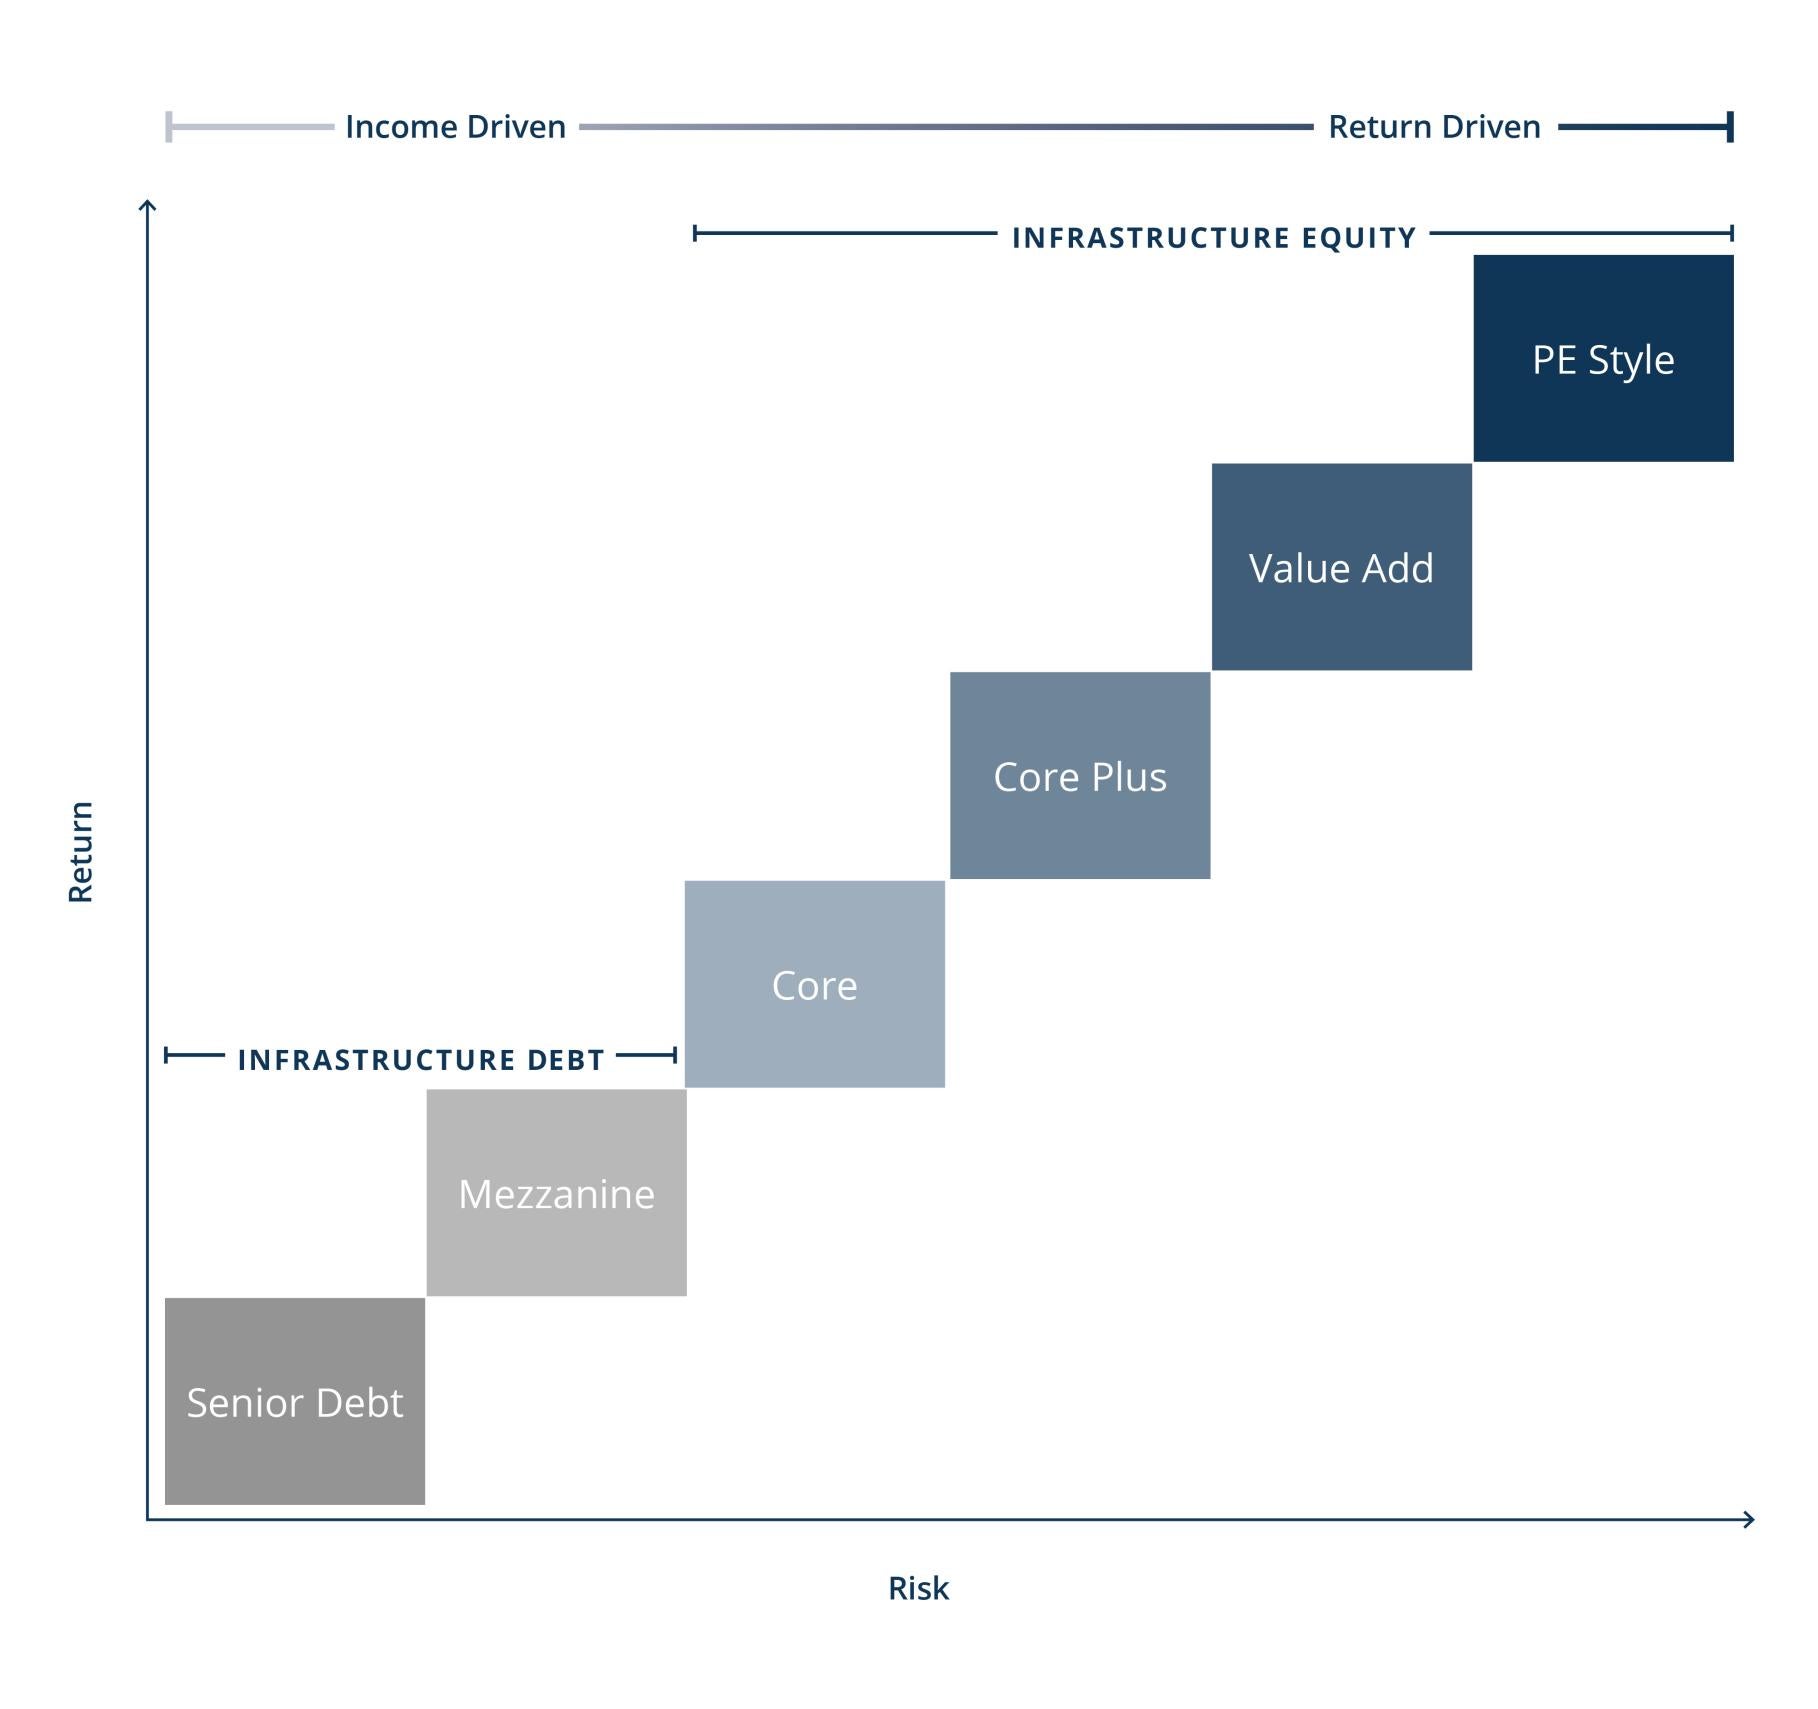 Income Driven
Return Driven
INFRASTRUCTURE EQUITY
PE Style
Value Add
Core Plus
Return
Core
INFRASTRUCTURE DEBT
Mezzanine
Senior Debt
Risk